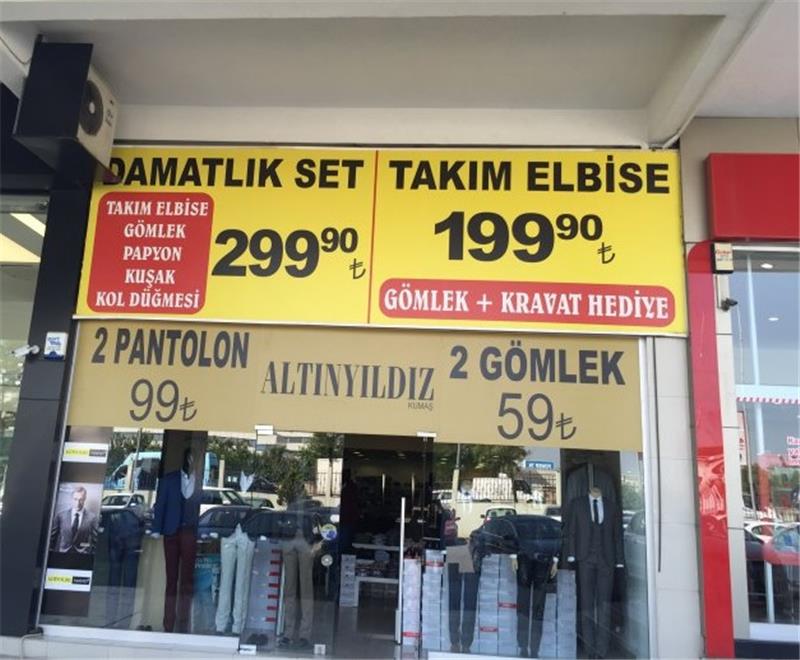 DAMATLIK SET
TAKIM ELBİSE
GÖMLEK
PAPYON
KUŞAK
KOL DÜĞMESİ
299⁹⁰ ₺
TAKIM ELBİSE
199⁹⁰ ₺
GÖMLEK + KRAVAT HEDİYE
2 PANTOLON
99₺
ALTINYILDIZ
KUMAŞ
2 GÖMLEK
59₺